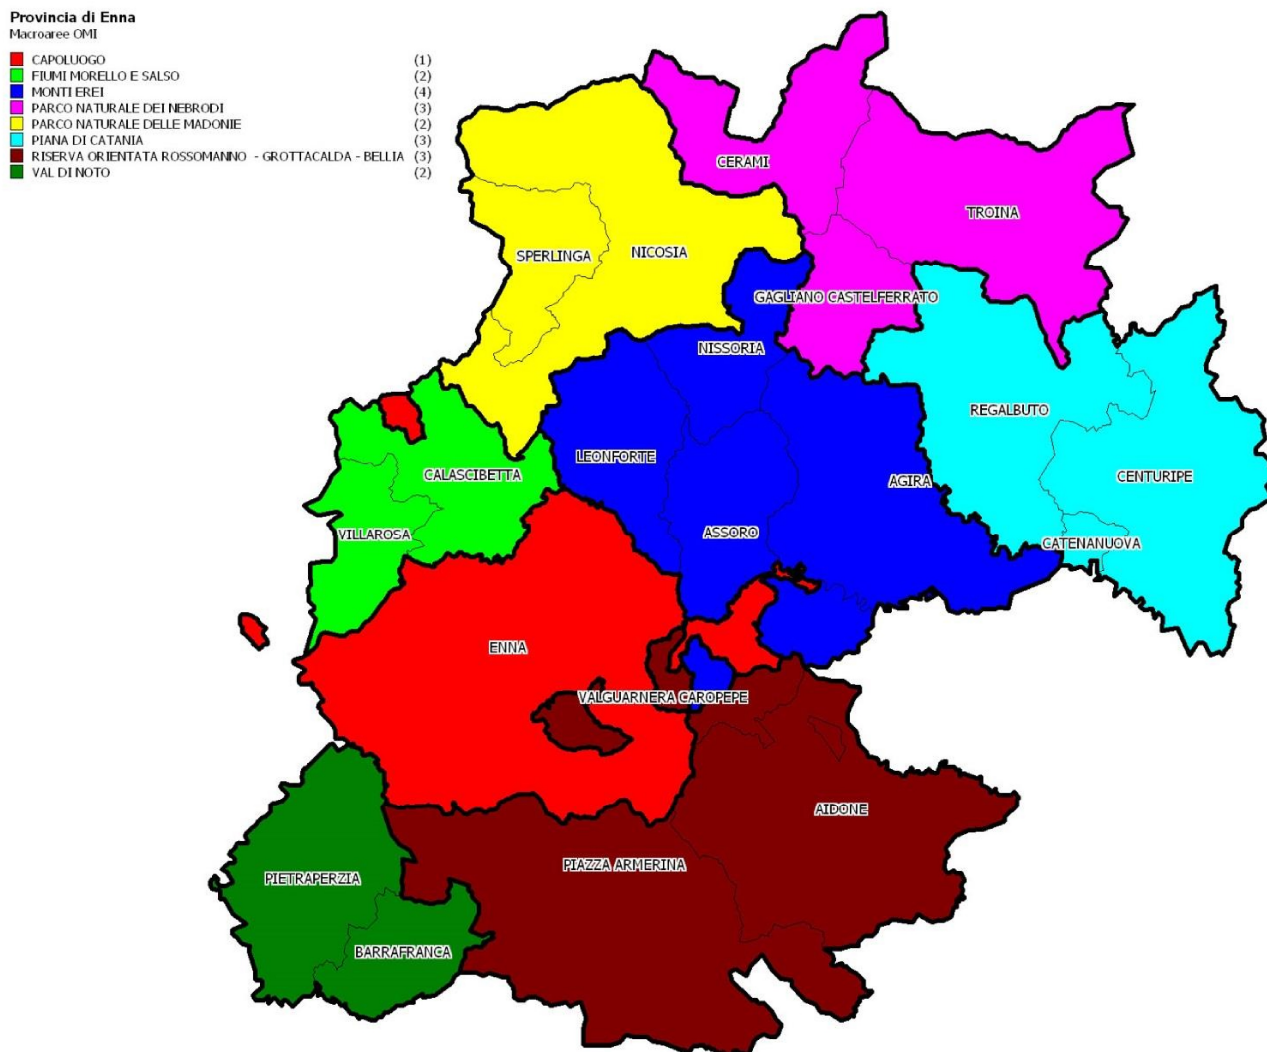 Provincia di Enna
Macroaree OMI
CAPOLUOGO (1)
FIUMI MORELLO E SALSO (2)
MONTI EREI (4)
PARCO NATURALE DEI NEBRODI (3)
PARCO NATURALE DELLE MADONIE (2)
PIANA DI CATANIA (3)
RISERVA ORIENTATA ROSSOMANNO - GROTTACALDA - BELLIA (3)
VAL DI NOTO (2)
CERAMI
TROINA
SPERLINGA
NICOSIA
GAGLIANO CASTELFERRATO
NISSORIA
REGALBUTO
LEONFORTE
CALASCIBETTA
AGIRA
CENTURIPE
VILLAROSA
ASSORO
CATENANUOVA
ENNA
VALGUARNERA CAROPEPE
AIDONE
PIAZZA ARMERINA
PIETRAPERZIA
BARRAFRANCA